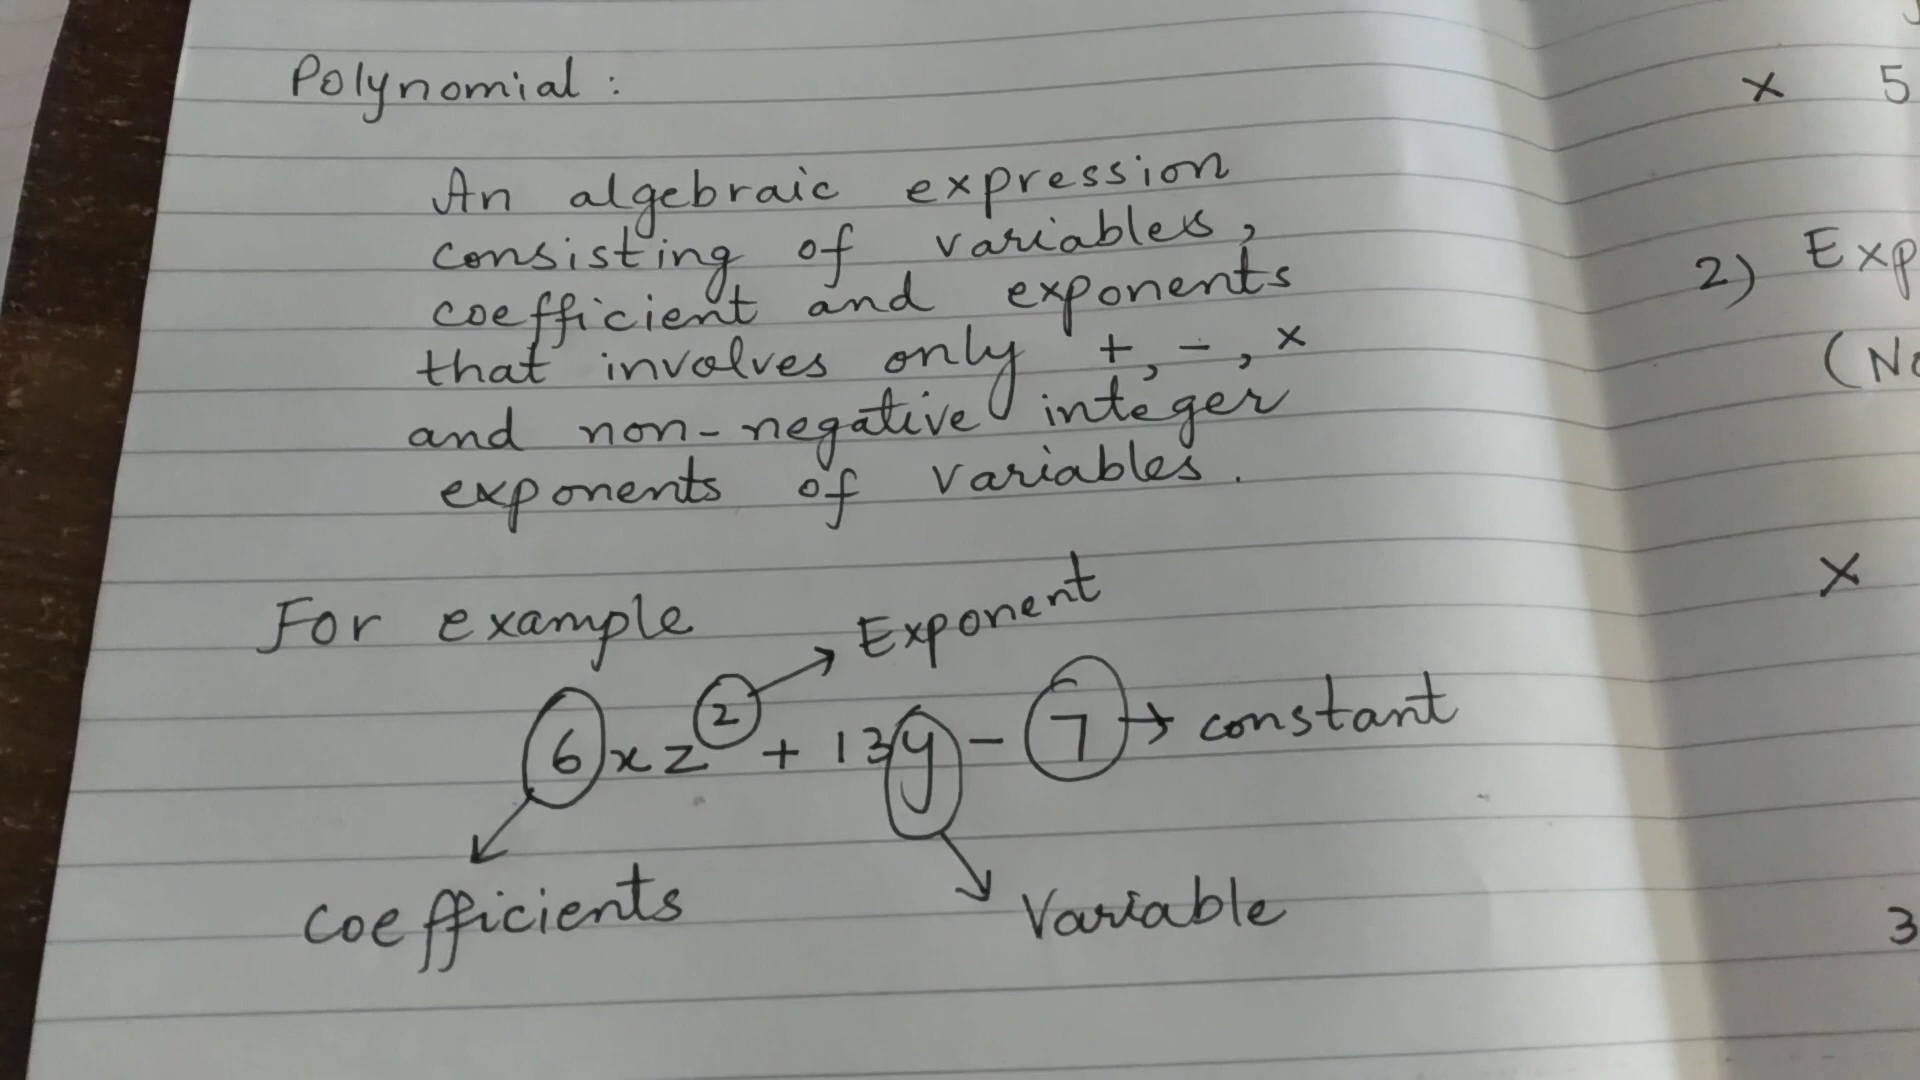 Polynomial :
An algebraic expression
consisting of variables,
coefficient and exponents
that involves only +, -, ×
and non-negative integer
exponents of variables.
For example
Exponent
6xz² + 13y - 7 → constant
Coefficients
Variable
× 5
2) Exp
(No
×
3